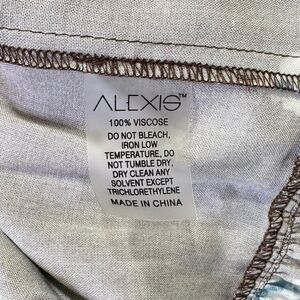 ALEXIS™
100% VISCOSE
DO NOT BLEACH,
IRON LOW
TEMPERATURE, DO
NOT TUMBLE DRY,
DRY CLEAN ANY
SOLVENT EXCEPT
TRICHLORETHYLENE
MADE IN CHINA